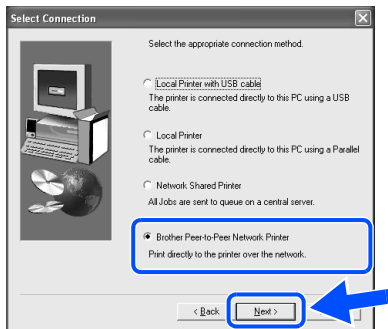 Select Connection
Select the appropriate connection method.
Local Printer with USB cable
The printer is connected directly to this PC using a USB
cable.
Local Printer
The printer is connected directly to this PC using a Parallel
cable.
Network Shared Printer
All Jobs are sent to queue on a central server.
Brother Peer-to-Peer Network Printer
Print directly to the printer over the network.
< Back Next >